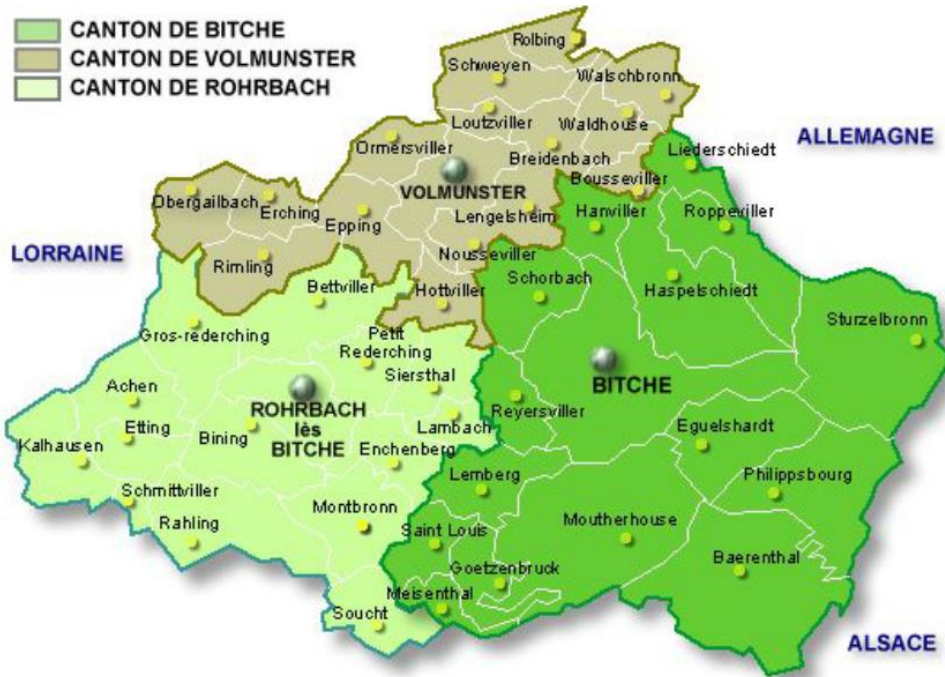 CANTON DE BITCHE
CANTON DE VOLMUNSTER
CANTON DE ROHRBACH
Rolbing
Schweyen
Walschbronn
Loutzviller
Waldhouse
ALLEMAGNE
Ormersviller
Breidenbach
Liederschiedt
VOLMUNSTER
Bousseviller
Obergailbach
Erching
Epping
Lengelsheim
Hanviller
Roppeviller
LORRAINE
Rimling
Nousseviller
Bettviller
Hottviller
Schorbach
Haspelschiedt
Gros-rederching
Petit
Rederching
Sturzelbronn
Siersthal
BITCHE
Achen
ROHRBACH
lès
BITCHE
Reyersviller
Etting
Bining
Lambach
Eguelshardt
Kalhausen
Enchenberg
Lemberg
Philippsbourg
Schmittviller
Montbronn
Rahling
Saint Louis
Moutherhouse
Goetzenbruck
Baerenthal
Meisenthal
Soucht
ALSACE